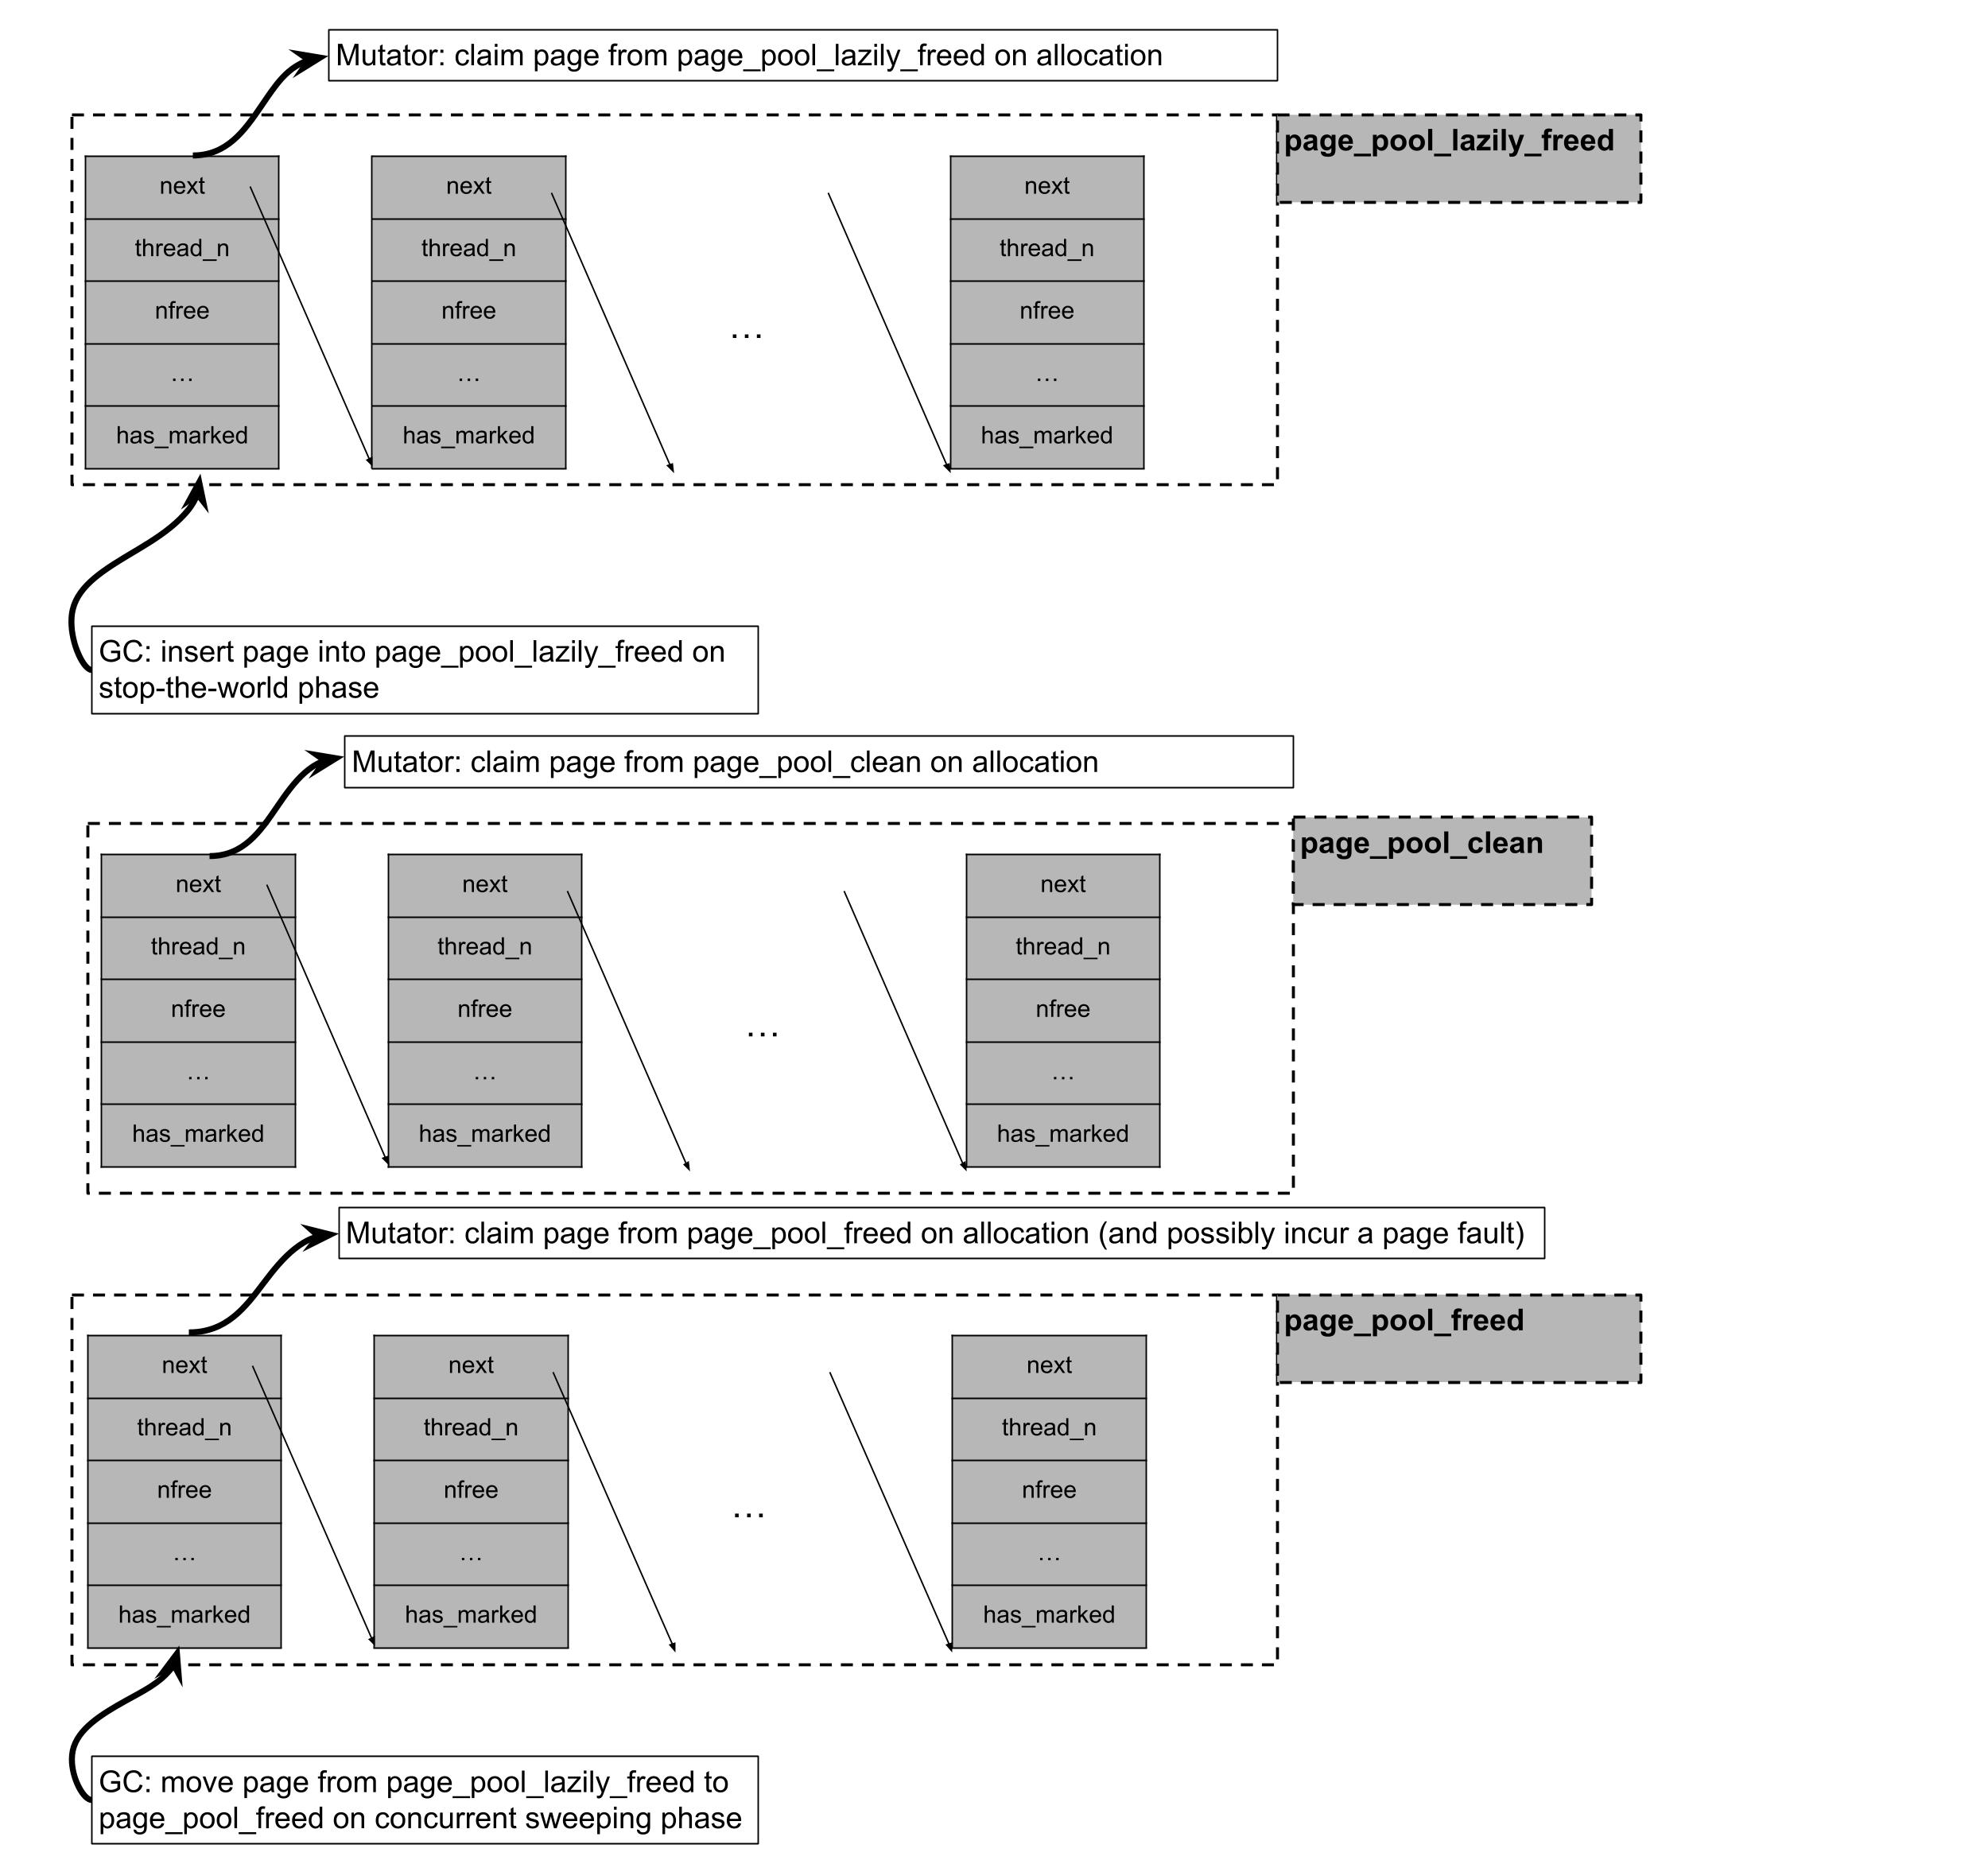 Mutator: claim page from page_pool_lazily_freed on allocation
page_pool_lazily_freed
next
next
next
thread_n
thread_n
thread_n
nfree
nfree
...
nfree
…
…
…
has_marked
has_marked
has_marked
GC: insert page into page_pool_lazily_freed on
stop-the-world phase
Mutator: claim page from page_pool_clean on allocation
page_pool_clean
next
next
next
thread_n
thread_n
thread_n
nfree
nfree
...
nfree
…
…
…
has_marked
has_marked
has_marked
Mutator: claim page from page_pool_freed on allocation (and possibly incur a page fault)
page_pool_freed
next
next
next
thread_n
thread_n
thread_n
nfree
nfree
...
nfree
…
…
…
has_marked
has_marked
has_marked
GC: move page from page_pool_lazily_freed to
page_pool_freed on concurrent sweeping phase